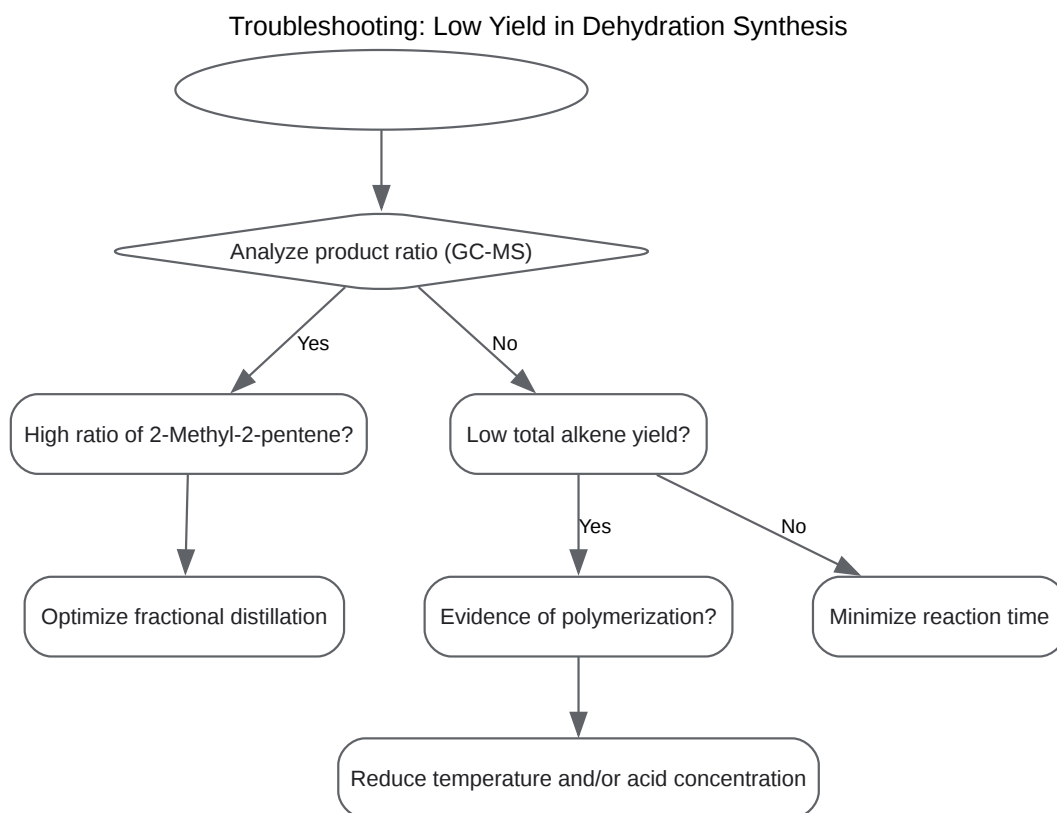 Troubleshooting: Low Yield in Dehydration Synthesis
Analyze product ratio (GC-MS)
Yes
No
High ratio of 2-Methyl-2-pentene?
Low total alkene yield?
Yes
No
Optimize fractional distillation
Evidence of polymerization?
Minimize reaction time
Reduce temperature and/or acid concentration